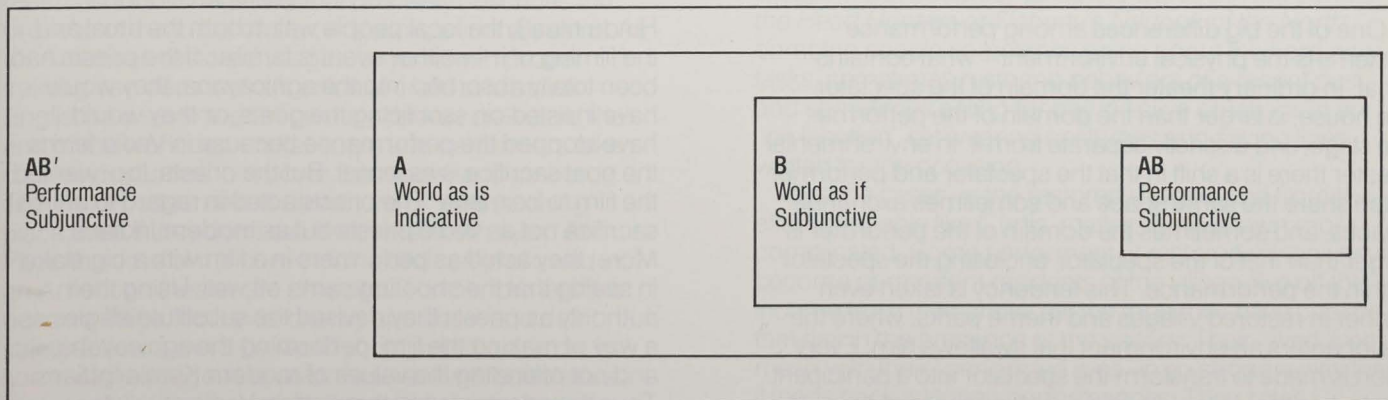 AB'
Performance
Subjunctive
A
World as is
Indicative
B
World as if
Subjunctive
AB
Performance
Subjunctive